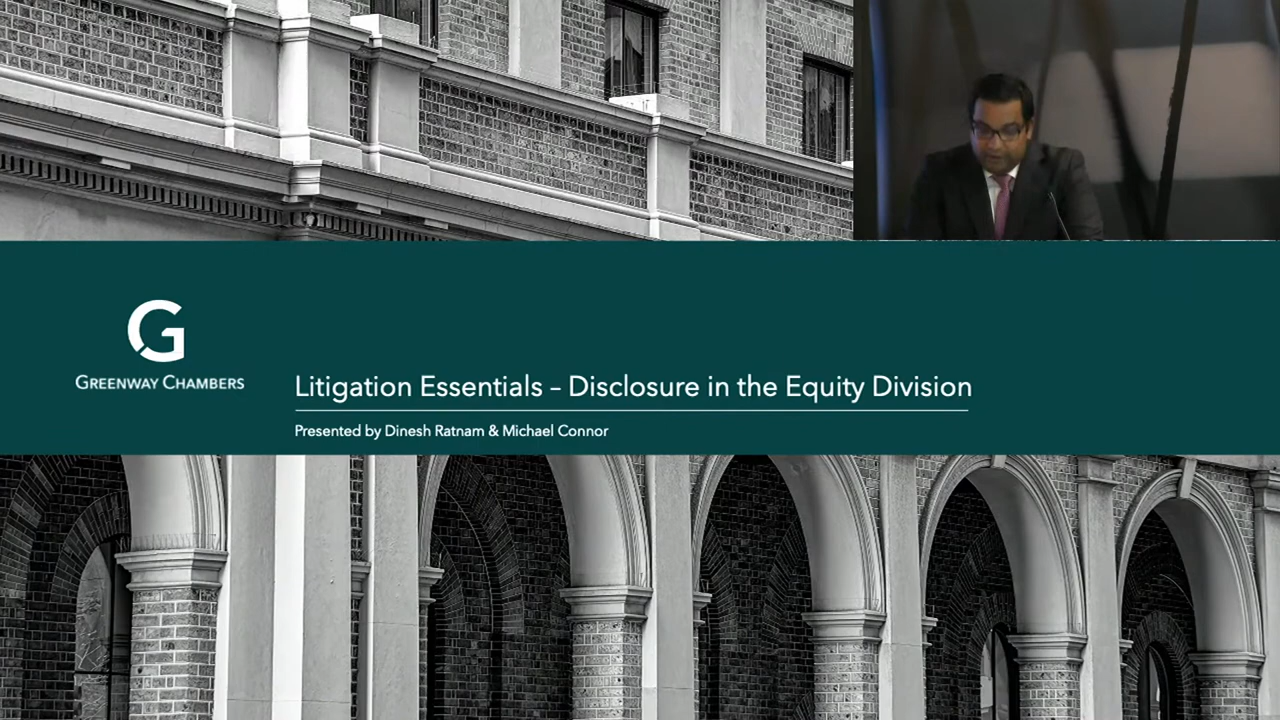 G
GREENWAY CHAMBERS
Litigation Essentials – Disclosure in the Equity Division
Presented by Dinesh Ratnam & Michael Connor